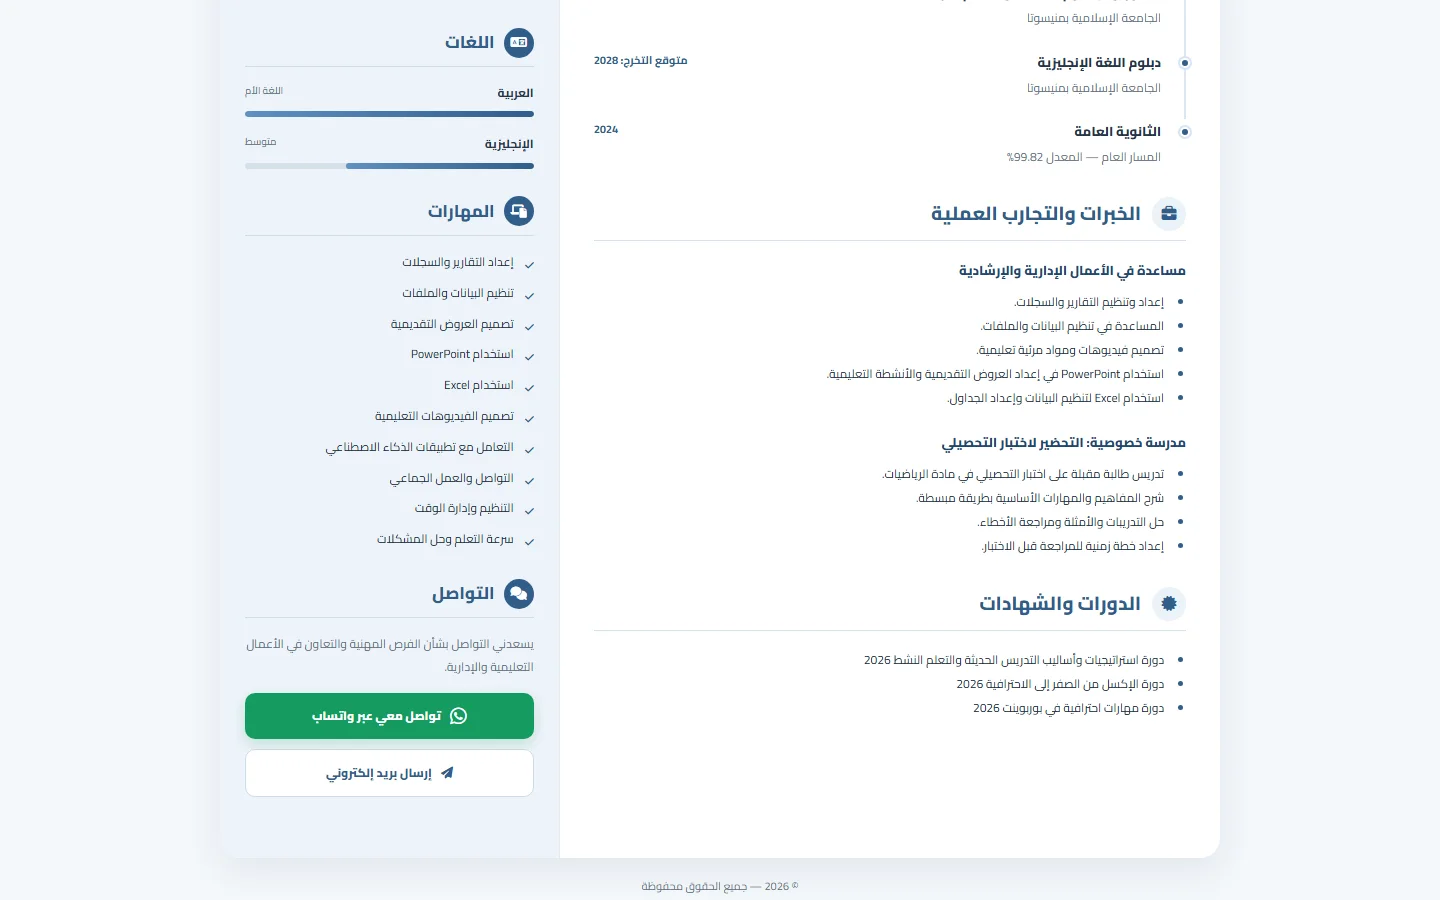 الجامعة الإسلامية بمنيسوتا
دبلوم اللغة الإنجليزية
متوقع التخرج: 2028
الجامعة الإسلامية بمنيسوتا
الثانوية العامة
2024
المسار العام — المعدل 99.82%
الخبرات والتجارب العملية
مساعدة في الأعمال الإدارية والإرشادية
إعداد وتنظيم التقارير والسجلات.
المساعدة في تنظيم البيانات والملفات.
تصميم فيديوهات ومواد مرئية تعليمية.
استخدام PowerPoint في إعداد العروض التقديمية والأنشطة التعليمية.
استخدام Excel لتنظيم البيانات وإعداد الجداول.
مدرسة خصوصية: التحضير لاختبار التحصيلي
تدريس طالبة مقبلة على اختبار التحصيلي في مادة الرياضيات.
شرح المفاهيم والمهارات الأساسية بطريقة مبسطة.
حل التدريبات والأمثلة ومراجعة الأخطاء.
إعداد خطة زمنية للمراجعة قبل الاختبار.
الدورات والشهادات
دورة استراتيجيات وأساليب التدريس الحديثة والتعلم النشط 2026
دورة الإكسل من الصفر إلى الاحترافية 2026
دورة مهارات احترافية في بوربوينت 2026
اللغات
العربية
اللغة الأم
الإنجليزية
متوسط
المهارات
إعداد التقارير والسجلات
تنظيم البيانات والملفات
تصميم العروض التقديمية
استخدام PowerPoint
استخدام Excel
تصميم الفيديوهات التعليمية
التعامل مع تطبيقات الذكاء الاصطناعي
التواصل والعمل الجماعي
التنظيم وإدارة الوقت
سرعة التعلم وحل المشكلات
التواصل
يسعدني التواصل بشأن الفرص المهنية والتعاون في الأعمال
التعليمية والإدارية.
تواصل معي عبر واتساب
إرسال بريد إلكتروني
© 2026 — جميع الحقوق محفوظة